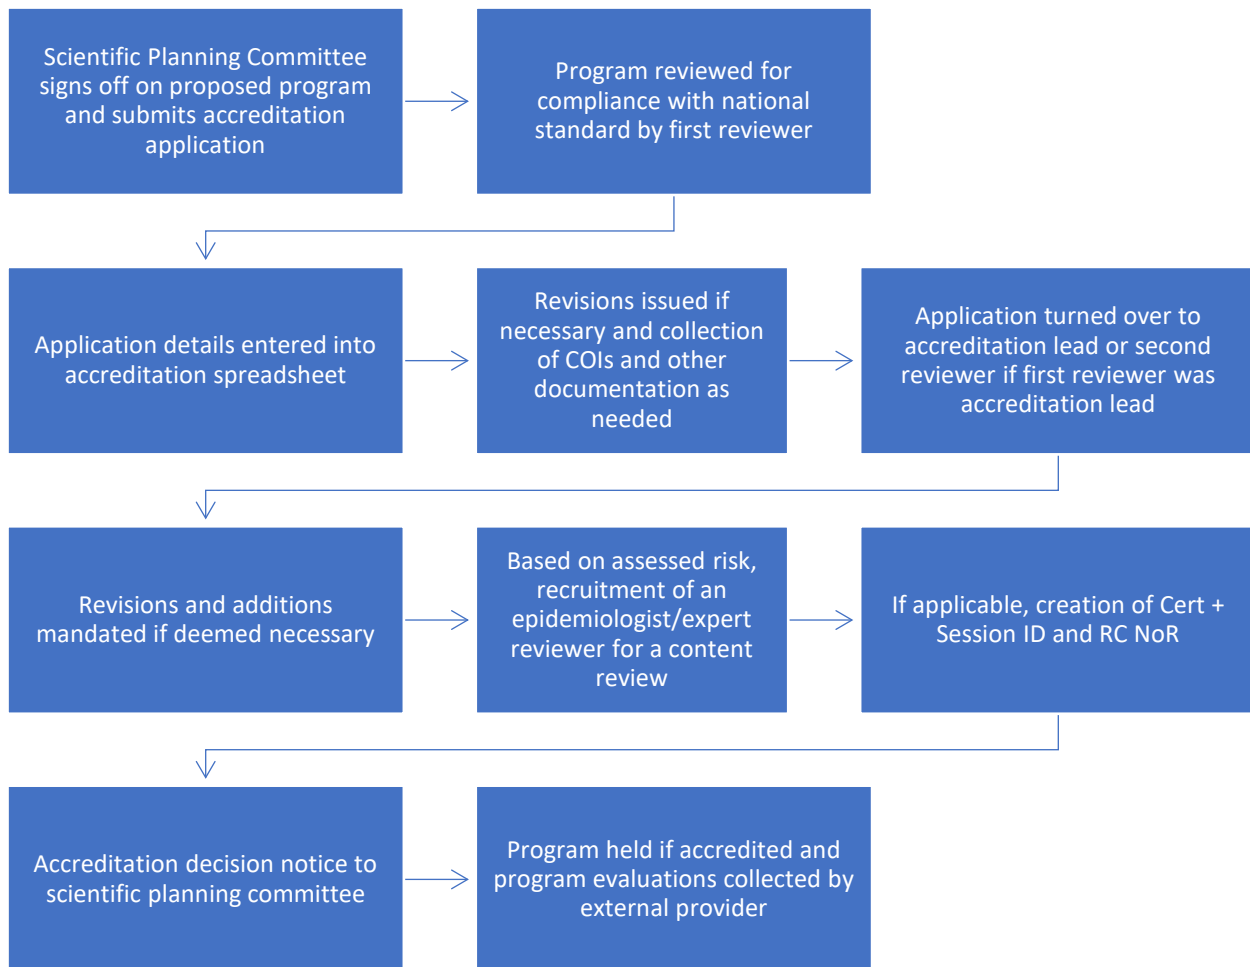 Scientific Planning Committee
signs off on proposed program
and submits accreditation
application
Program reviewed for
compliance with national
standard by first reviewer
Application details entered into
accreditation spreadsheet
Revisions issued if
necessary and collection
of COIs and other
documentation as
needed
Application turned over to
accreditation lead or second
reviewer if first reviewer was
accreditation lead
Revisions and additions
mandated if deemed necessary
Based on assessed risk,
recruitment of an
epidemiologist/expert
reviewer for a content
review
If applicable, creation of Cert +
Session ID and RC NoR
Accreditation decision notice to
scientific planning committee
Program held if accredited and
program evaluations collected by
external provider